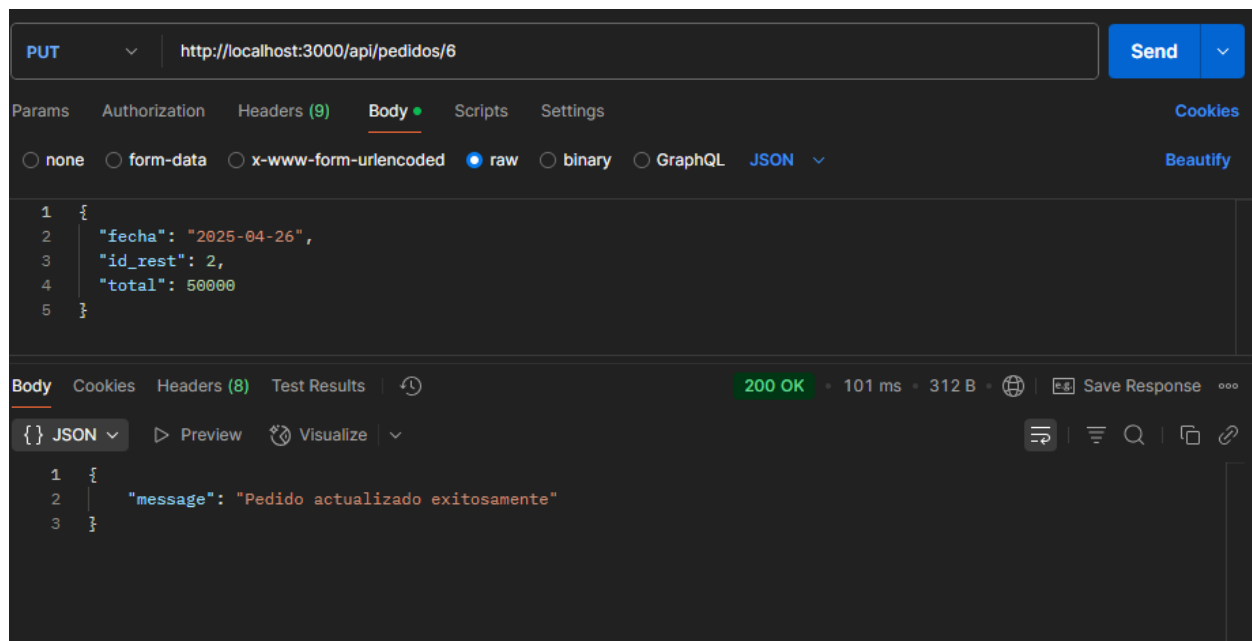 PUT http://localhost:3000/api/pedidos/6 Send
Params Authorization Headers (9) Body Scripts Settings Cookies
none form-data x-www-form-urlencoded raw binary GraphQL JSON Beautify
1 {
2 "fecha": "2025-04-26",
3 "id_rest": 2,
4 "total": 50000
5 }
Body Cookies Headers (8) Test Results 200 OK 101 ms 312 B e.g. Save Response
{} JSON Preview Visualize
1 {
2 "message": "Pedido actualizado exitosamente"
3 }